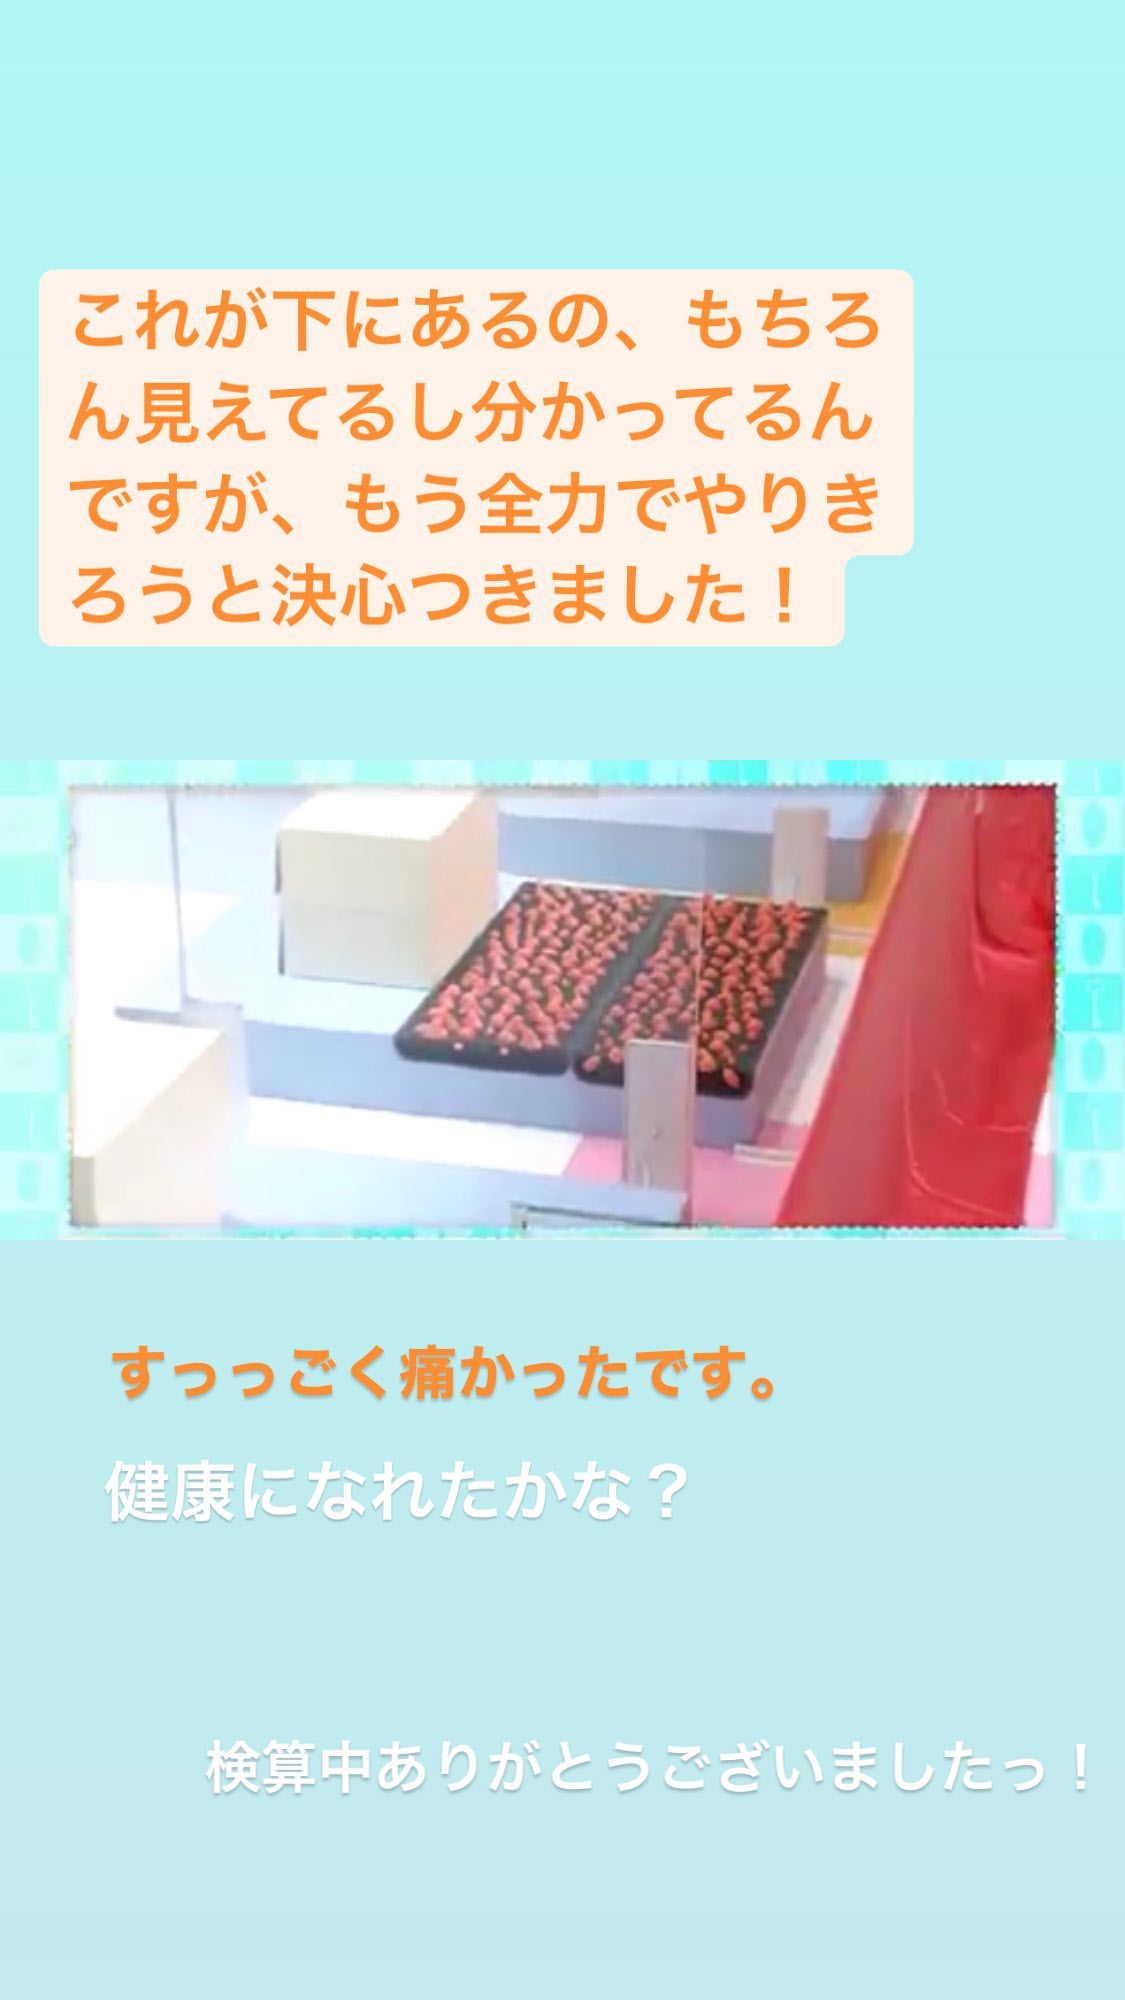 これが下にあるの、もちろ
ん見えてるし分かってるん
ですが、もう全力でやりき
ろうと決心つきました！
すっっごく痛かったです。
健康になれたかな？
検算中ありがとうございましたっ！